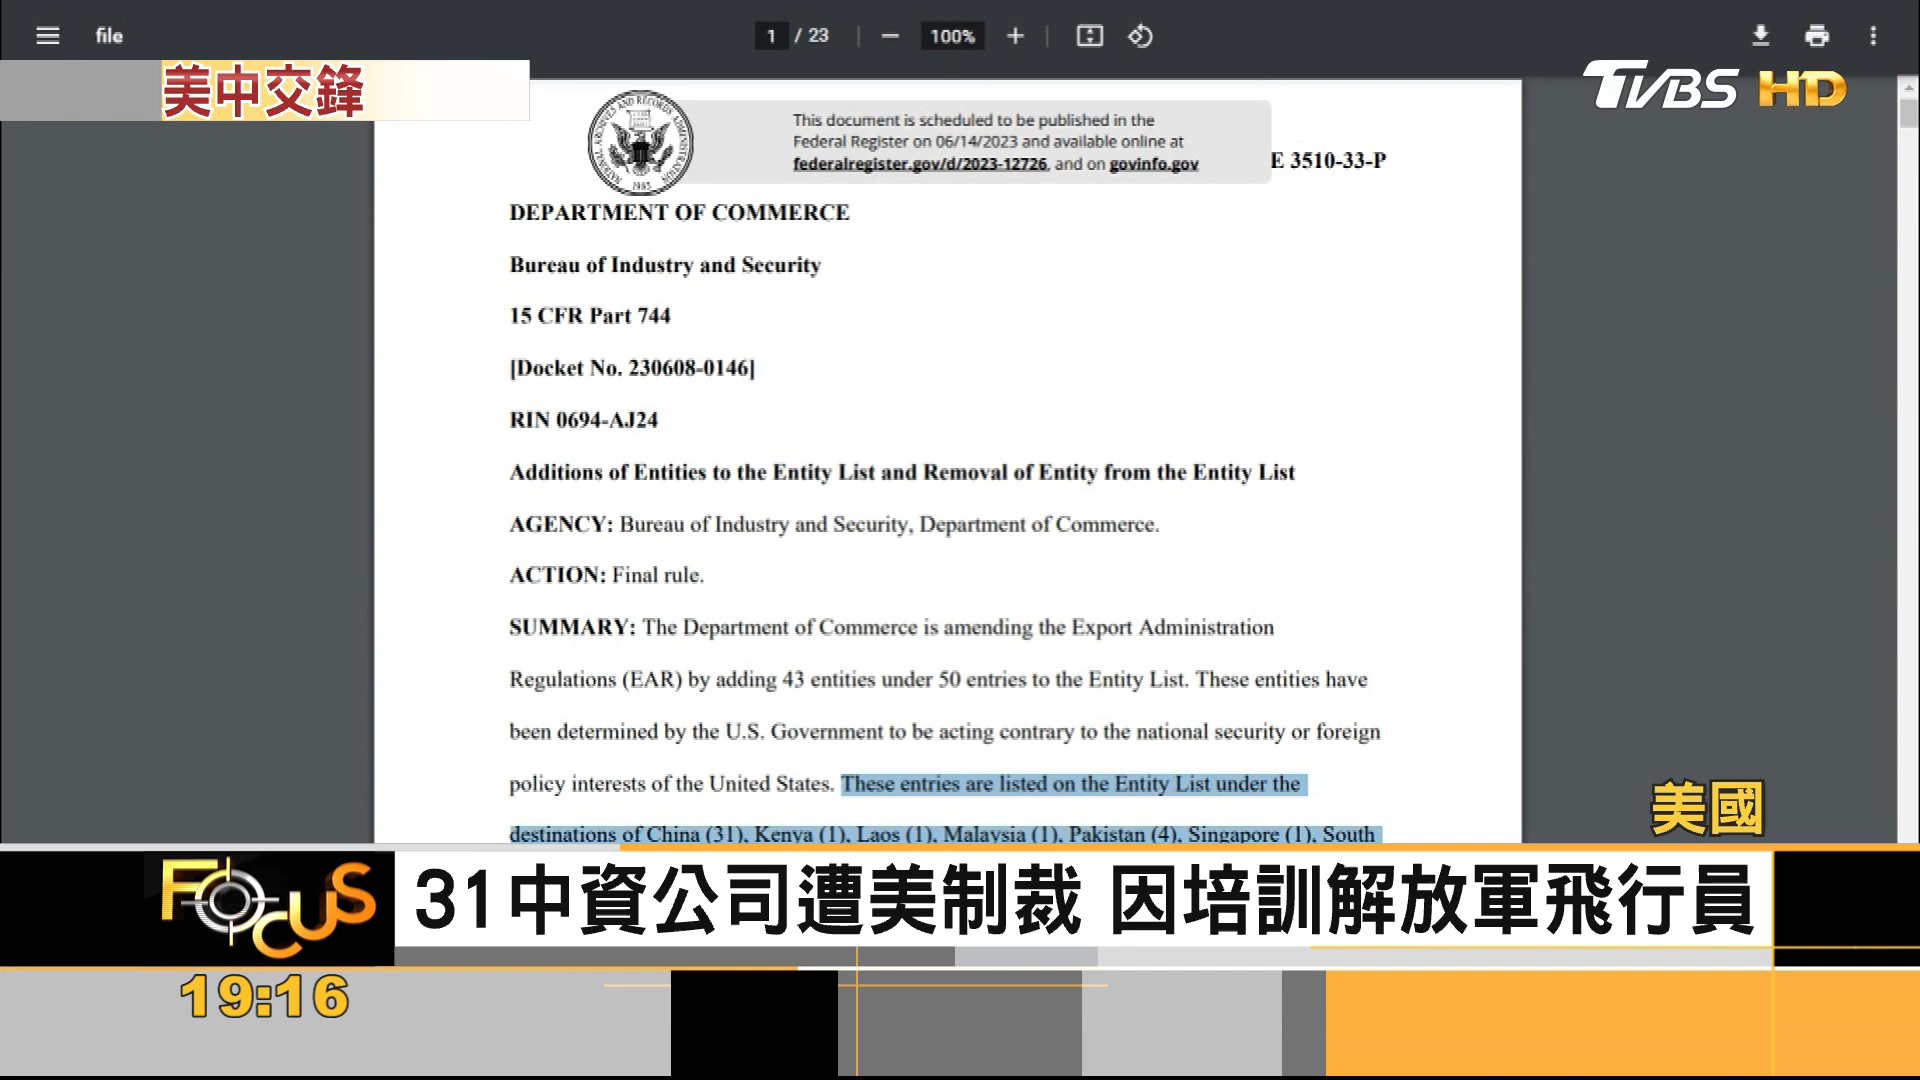 file
1 / 23
100%
美中交鋒
TVBS HD
This document is scheduled to be published in the
Federal Register on 06/14/2023 and available online at
federalregister.gov/d/2023-12726, and on govinfo.gov
E 3510-33-P
DEPARTMENT OF COMMERCE
Bureau of Industry and Security
15 CFR Part 744
[Docket No. 230608-0146]
RIN 0694-AJ24
Additions of Entities to the Entity List and Removal of Entity from the Entity List
AGENCY: Bureau of Industry and Security, Department of Commerce.
ACTION: Final rule.
SUMMARY: The Department of Commerce is amending the Export Administration
Regulations (EAR) by adding 43 entities under 50 entries to the Entity List. These entities have
been determined by the U.S. Government to be acting contrary to the national security or foreign
policy interests of the United States. These entries are listed on the Entity List under the
destinations of China (31), Kenya (1), Laos (1), Malaysia (1), Pakistan (4), Singapore (1), South
美國
FOCUS
31中資公司遭美制裁 因培訓解放軍飛行員
19:16